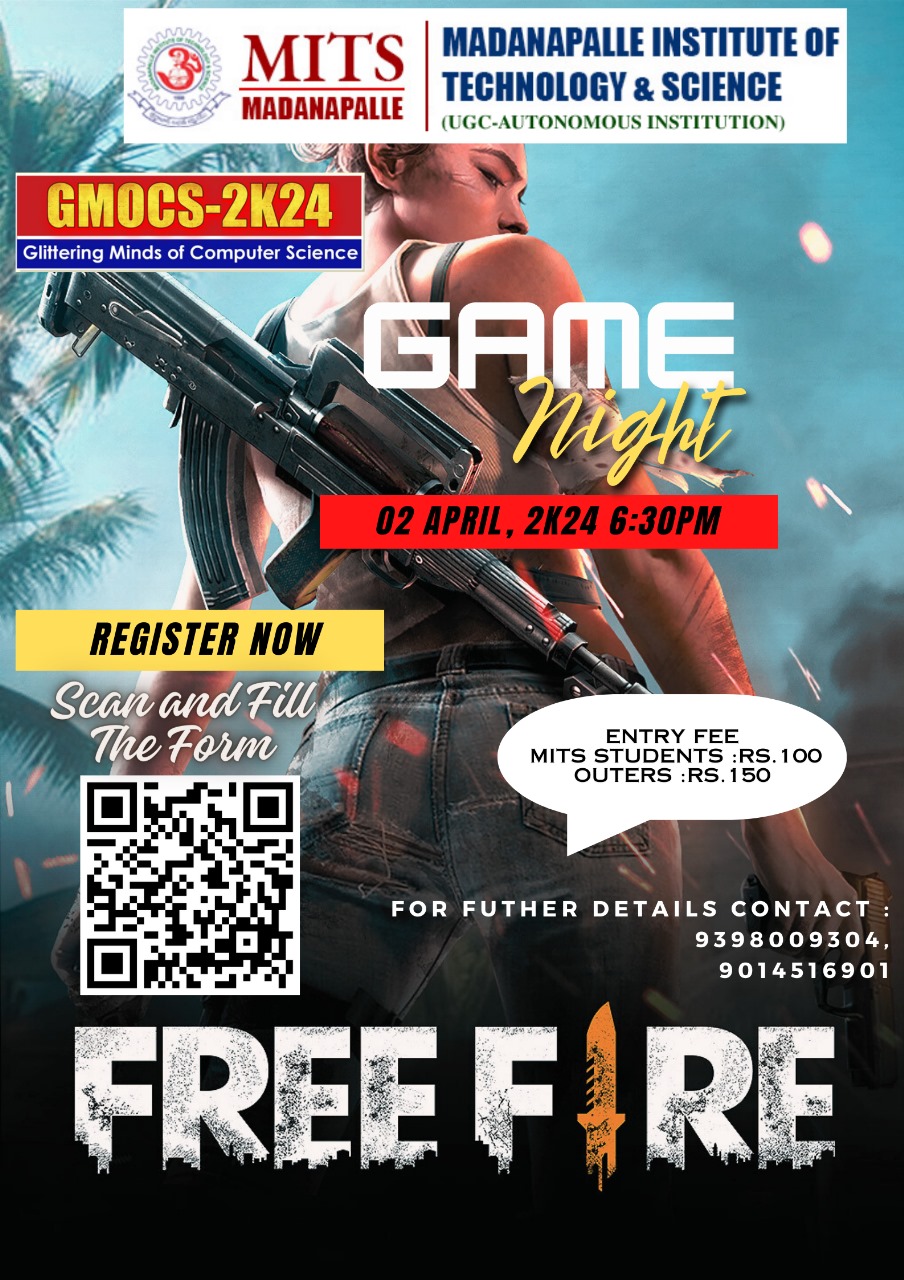 MITS
MADANAPALLE
MADANAPALLE INSTITUTE OF
TECHNOLOGY & SCIENCE
(UGC-AUTONOMOUS INSTITUTION)
GMOCS-2K24
Glittering Minds of Computer Science
GAME
Night
02 APRIL, 2K24 6:30PM
REGISTER NOW
Scan and Fill
The Form
ENTRY FEE
MITS STUDENTS :RS.100
OUTERS :RS.150
FOR FUTHER DETAILS CONTACT :
9398009304,
9014516901
FREE FIRE